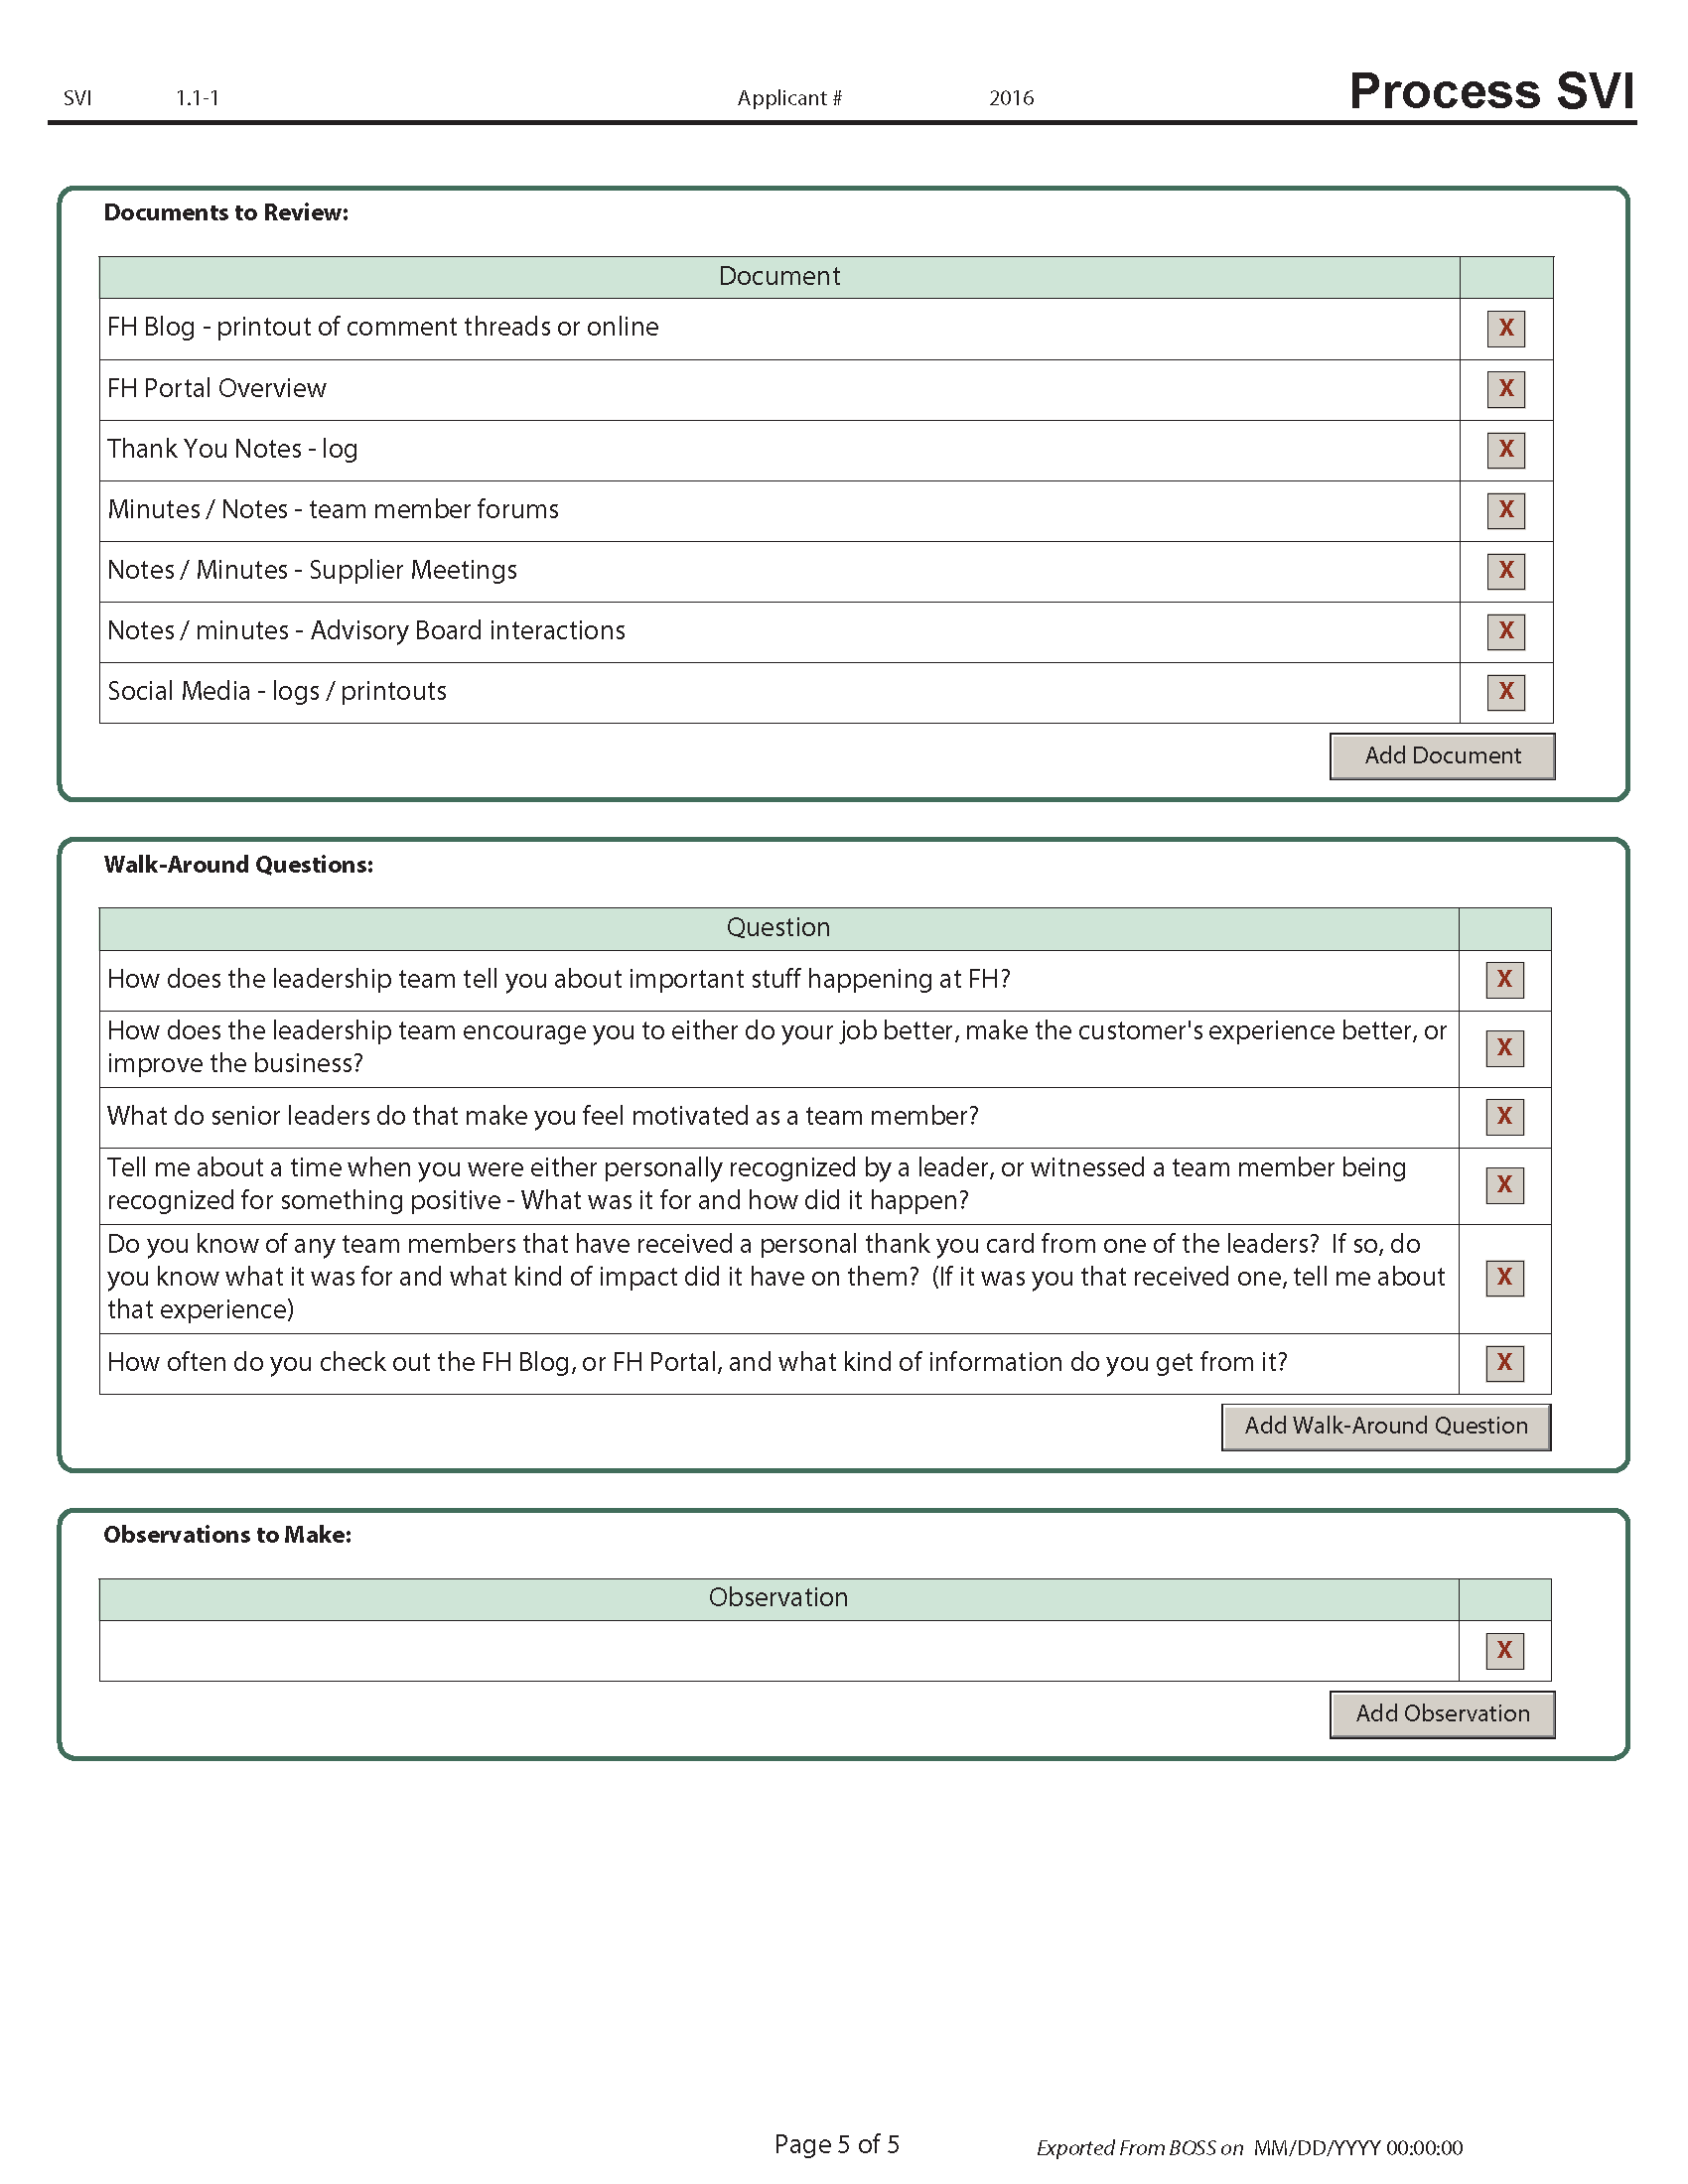 SVI 1.1-1 Applicant # 2016 Process SVI
Documents to Review:
Document
FH Blog - printout of comment threads or online X
FH Portal Overview X
Thank You Notes - log X
Minutes / Notes - team member forums X
Notes / Minutes - Supplier Meetings X
Notes / minutes - Advisory Board interactions X
Social Media - logs / printouts X
Add Document
Walk-Around Questions:
Question
How does the leadership team tell you about important stuff happening at FH? X
How does the leadership team encourage you to either do your job better, make the customer's experience better, or
improve the business? X
What do senior leaders do that make you feel motivated as a team member? X
Tell me about a time when you were either personally recognized by a leader, or witnessed a team member being
recognized for something positive - What was it for and how did it happen? X
Do you know of any team members that have received a personal thank you card from one of the leaders? If so, do
you know what it was for and what kind of impact did it have on them? (If it was you that received one, tell me about X
that experience)
How often do you check out the FH Blog, or FH Portal, and what kind of information do you get from it? X
Add Walk-Around Question
Observations to Make:
Observation
X
Add Observation
Page 5 of 5 Exported From BOSS on MM/DD/YYYY 00:00:00